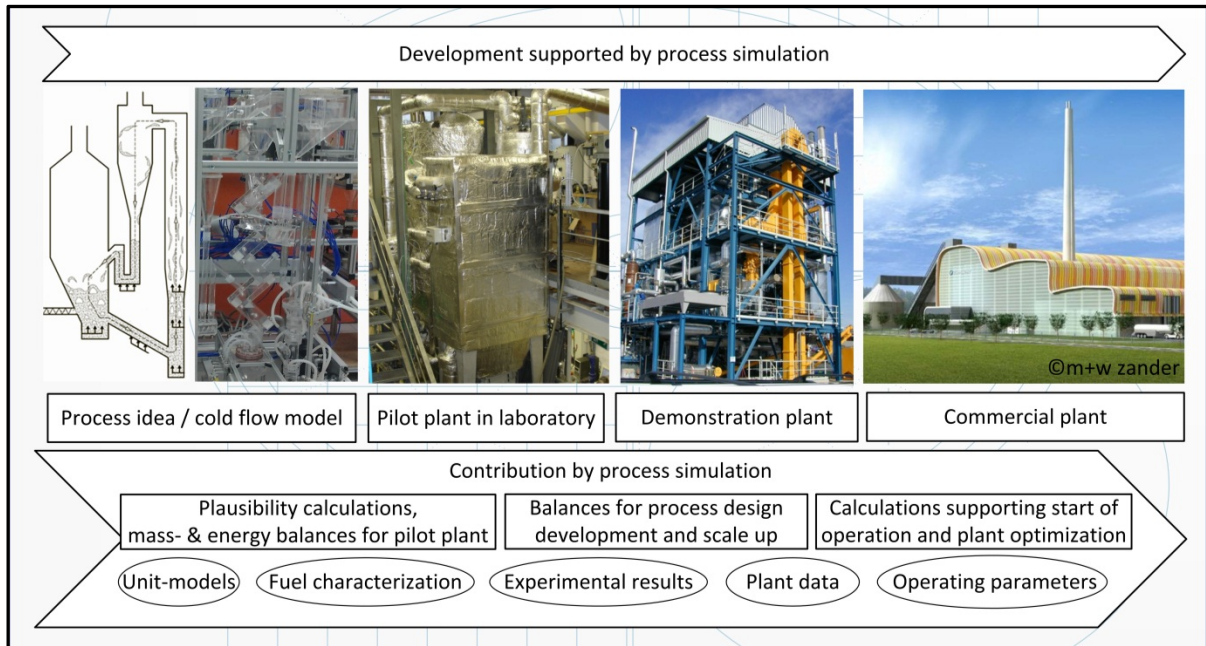 Development supported by process simulation
©m+w zander
Process idea / cold flow model
Pilot plant in laboratory
Demonstration plant
Commercial plant
Contribution by process simulation
Plausibility calculations,
mass- & energy balances for pilot plant
Balances for process design
development and scale up
Calculations supporting start of
operation and plant optimization
Unit-models
Fuel characterization
Experimental results
Plant data
Operating parameters